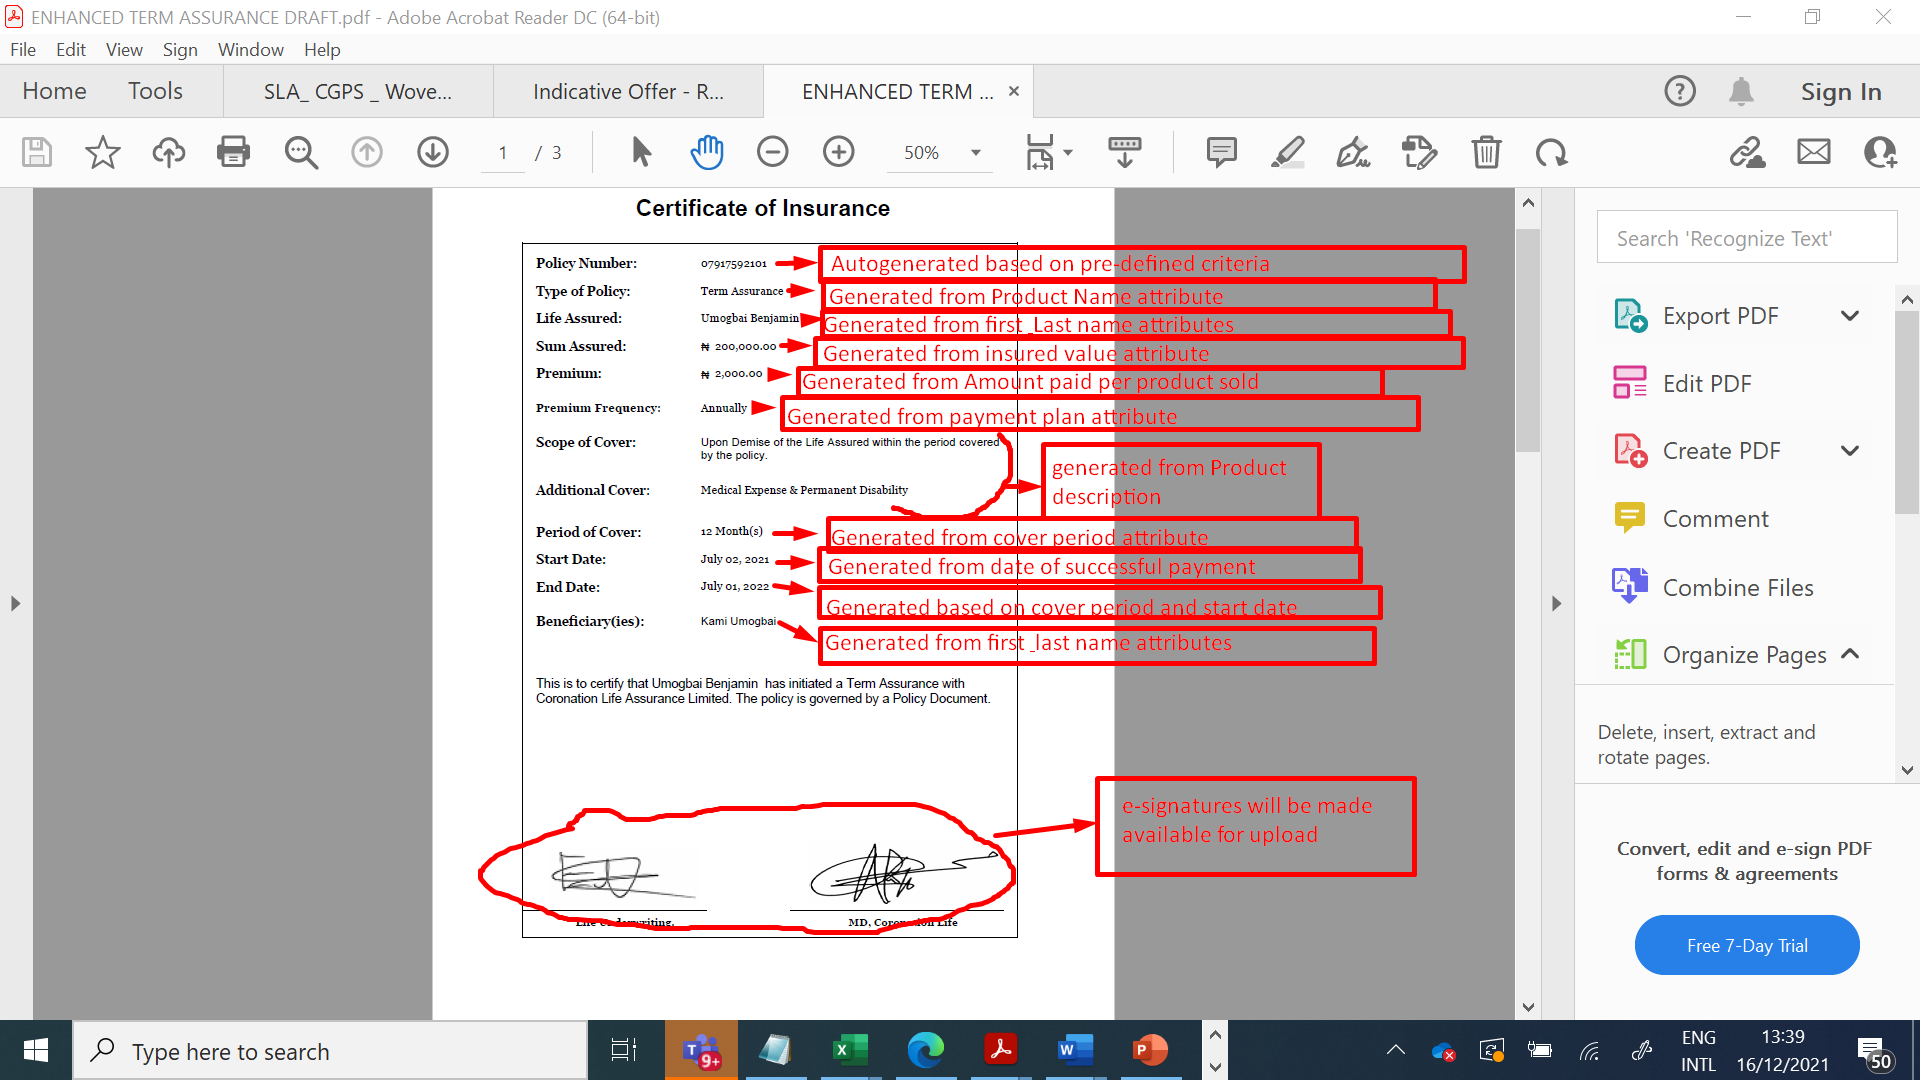 ENHANCED TERM ASSURANCE DRAFT.pdf - Adobe Acrobat Reader DC (64-bit)
File Edit View Sign Window Help
Home Tools SLA_ CGPS _ Wove... Indicative Offer - R... ENHANCED TERM ... × Sign In
1 / 3 50%
Certificate of Insurance
Policy Number: 07917592101 Autogenerated based on pre-defined criteria
Type of Policy: Term Assurance Generated from Product Name attribute
Life Assured: Umogbai Benjamin Generated from first _Last name attributes
Sum Assured: ₦ 200,000.00 Generated from insured value attribute
Premium: ₦ 2,000.00 Generated from Amount paid per product sold
Premium Frequency: Annually Generated from payment plan attribute
Scope of Cover: Upon Demise of the Life Assured within the period covered
by the policy.
generated from Product
description
Additional Cover: Medical Expense & Permanent Disability
Period of Cover: 12 Month(s) Generated from cover period attribute
Start Date: July 02, 2021 Generated from date of successful payment
End Date: July 01, 2022 Generated based on cover period and start date
Beneficiary(ies): Kami Umogbai Generated from first _last name attributes
This is to certify that Umogbai Benjamin has initiated a Term Assurance with
Coronation Life Assurance Limited. The policy is governed by a Policy Document.
e-signatures will be made
available for upload
Life Underwriting. MD, Coronation Life
Search 'Recognize Text'
Export PDF
Edit PDF
Create PDF
Comment
Combine Files
Organize Pages
Delete, insert, extract and
rotate pages.
Convert, edit and e-sign PDF
forms & agreements
Free 7-Day Trial
Type here to search
9+
ENG
INTL
13:39
16/12/2021
50